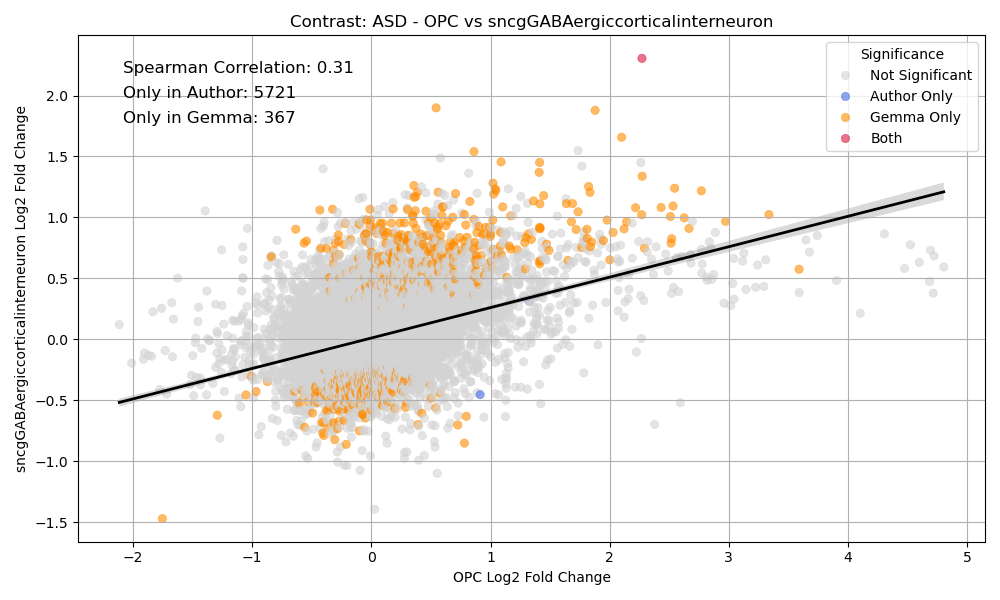 Contrast: ASD - OPC vs sncgGABAergiccorticalinterneuron
Spearman Correlation: 0.31
Only in Author: 5721
Only in Gemma: 367
Significance
Not Significant
Author Only
Gemma Only
Both
sncgGABAergiccorticalinterneuron Log2 Fold Change
2.0
1.5
1.0
0.5
0.0
−0.5
−1.0
−1.5
−2 −1 0 1 2 3 4 5
OPC Log2 Fold Change